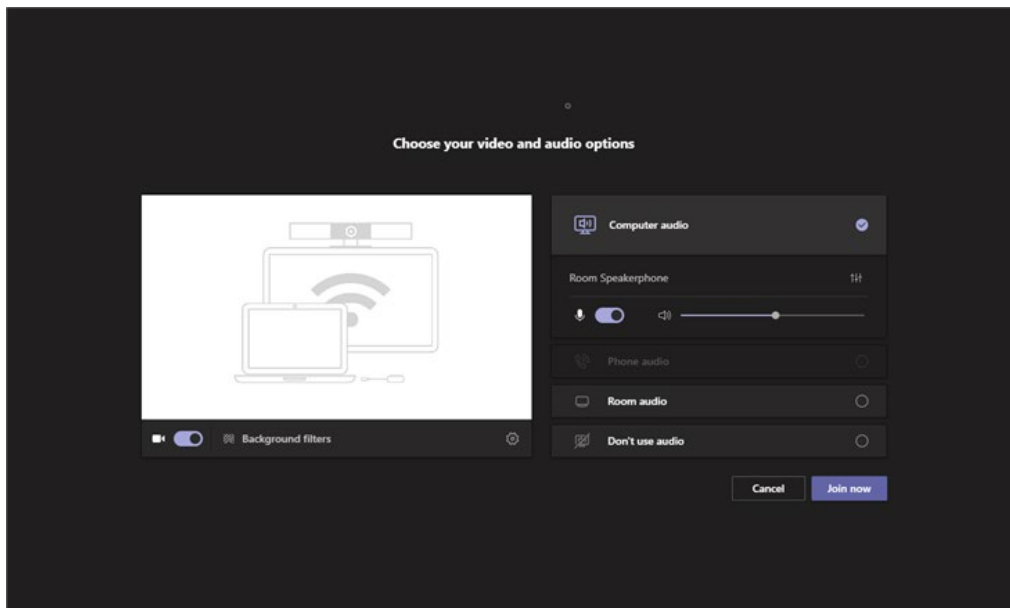 Choose your video and audio options
Computer audio
Room Speakerphone
Phone audio
Room audio
Background filters
Don't use audio
Cancel
Join now